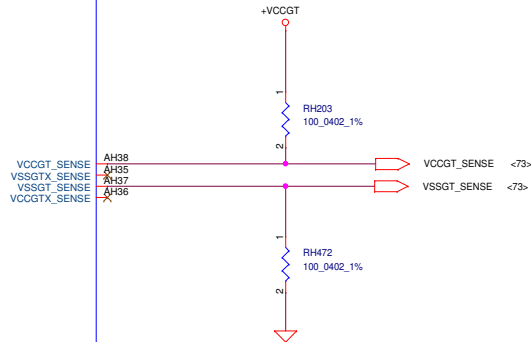 +VCCGT
1
RH203
100_0402_1%
2
VCCGT_SENSE AH38 VCCGT_SENSE <73>
VSSGTX_SENSE AH35
VSSGT_SENSE AH37 VSSGT_SENSE <73>
VCCGTX_SENSE AH36
1
RH472
100_0402_1%
2